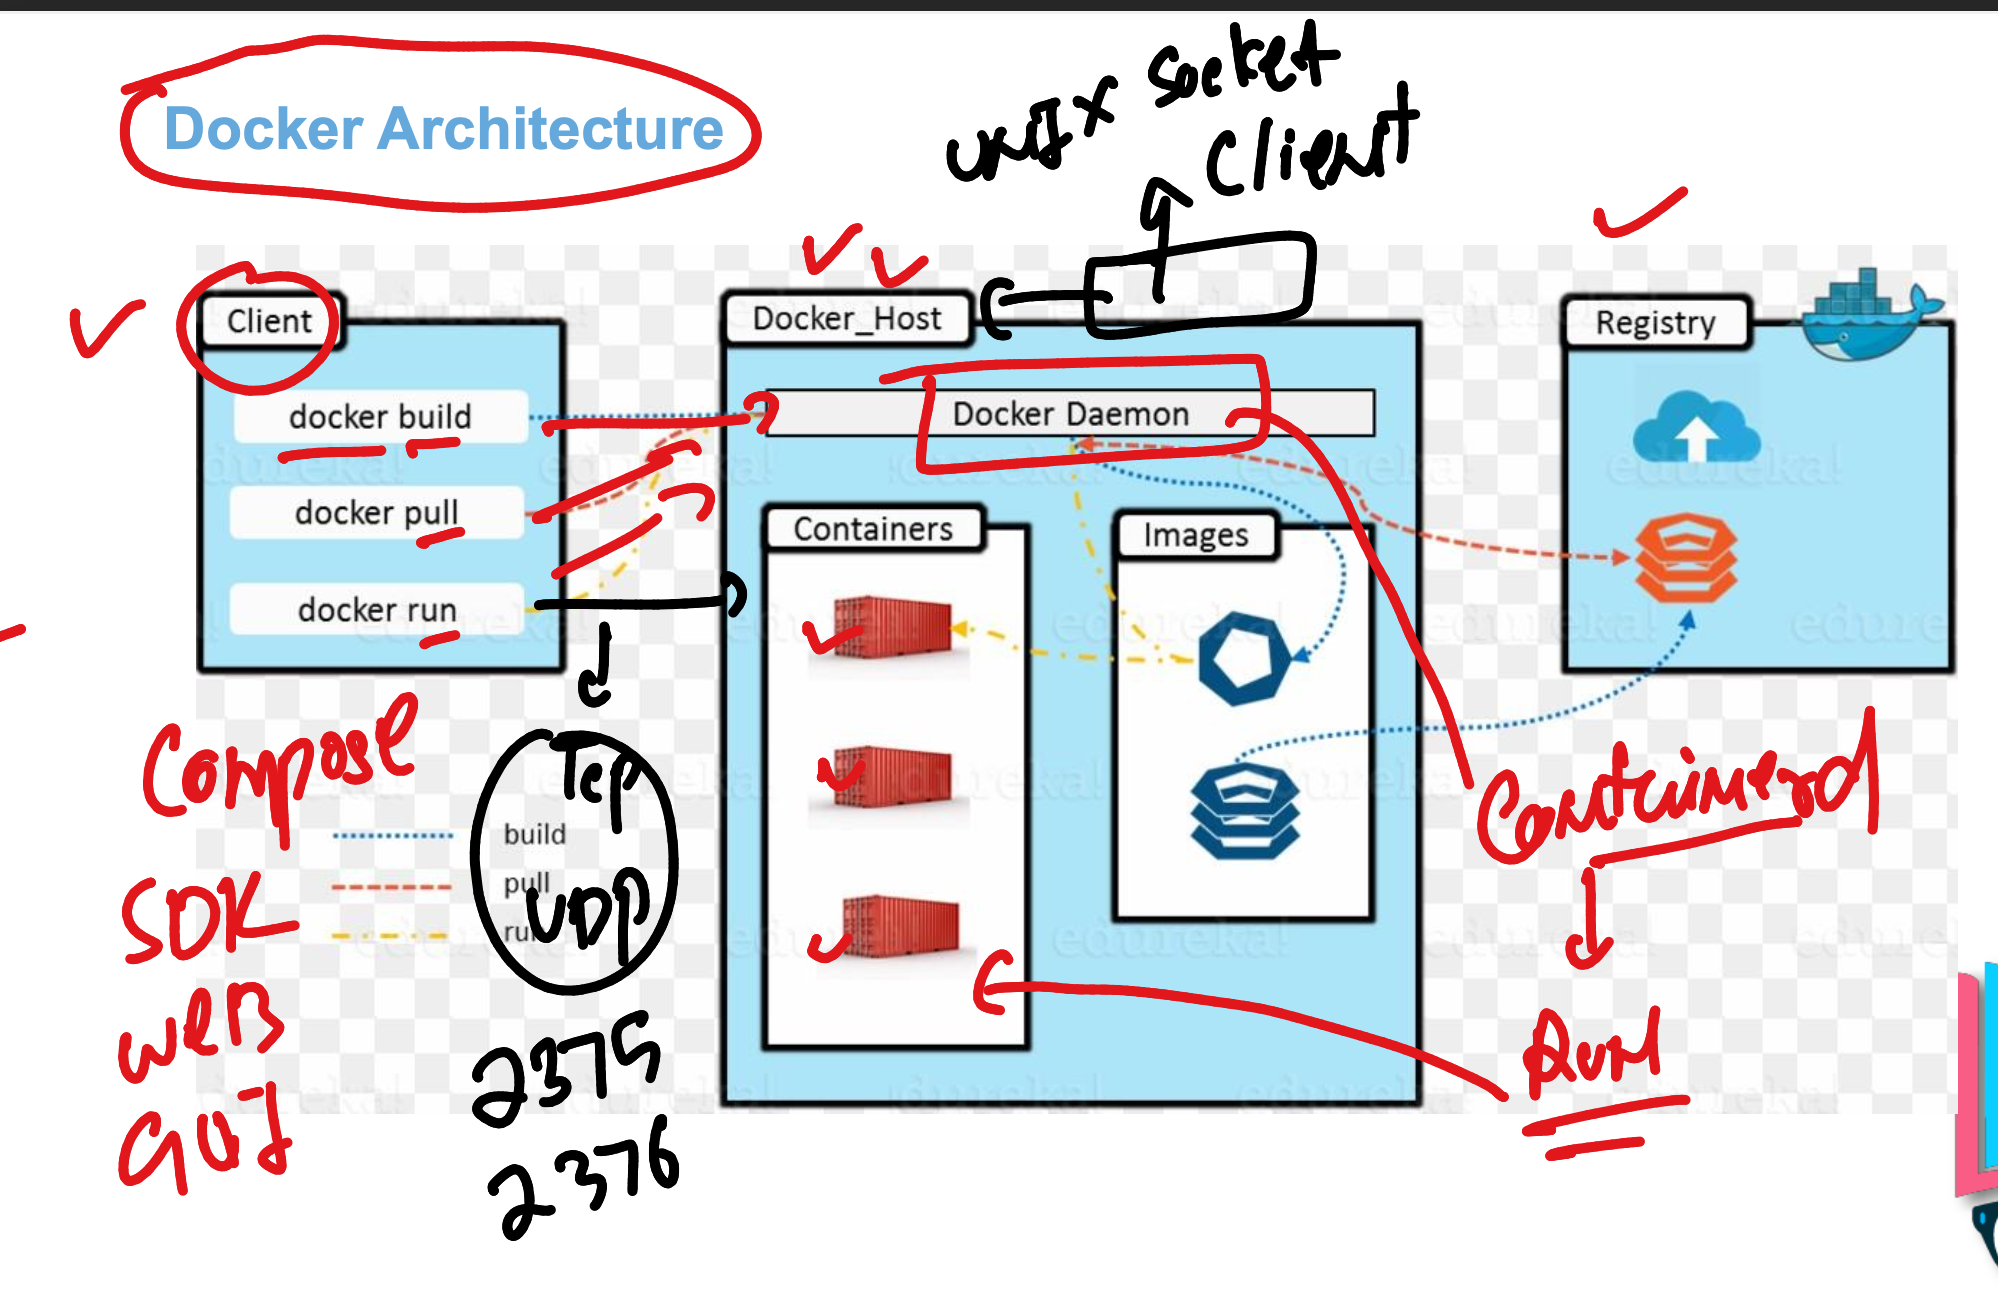 Docker Architecture
unix Socket
Client
Client
docker build
docker pull
docker run
Docker_Host
Docker Daemon
Containers
Images
Registry
Compose
SDK
WEB
GUI
TCP
UDP
build
pull
run
2375
2376
Containerd
edureka!